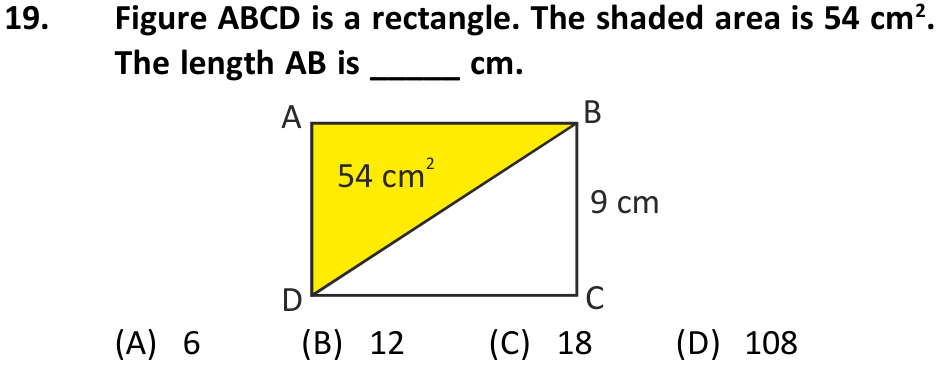 19. Figure ABCD is a rectangle. The shaded area is 54 cm².
The length AB is _____ cm.
A B
54 cm²
9 cm
D C
(A) 6 (B) 12 (C) 18 (D) 108